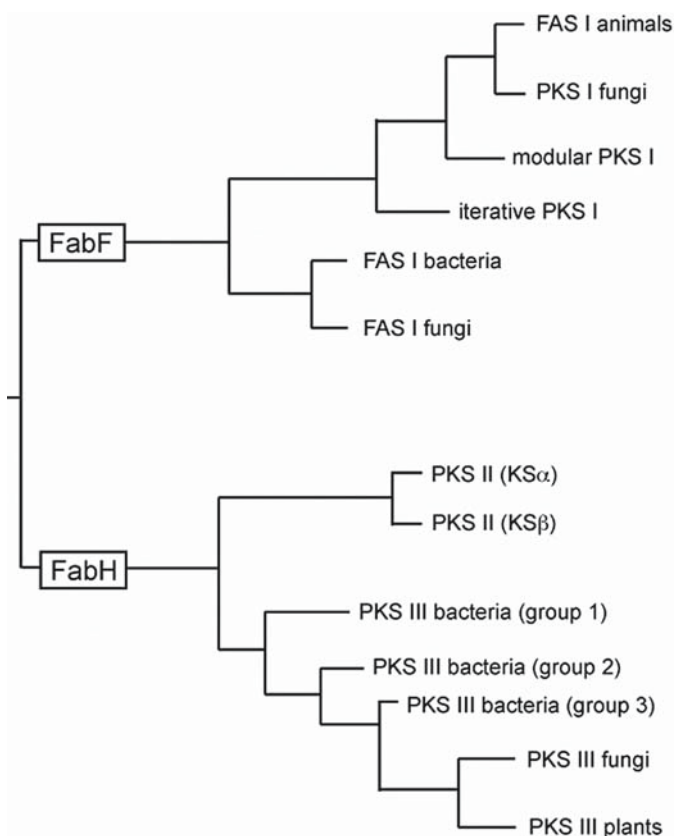 FAS I animals
PKS I fungi
modular PKS I
iterative PKS I
FabF
FAS I bacteria
FAS I fungi
PKS II (KSα)
PKS II (KSβ)
FabH
PKS III bacteria (group 1)
PKS III bacteria (group 2)
PKS III bacteria (group 3)
PKS III fungi
PKS III plants